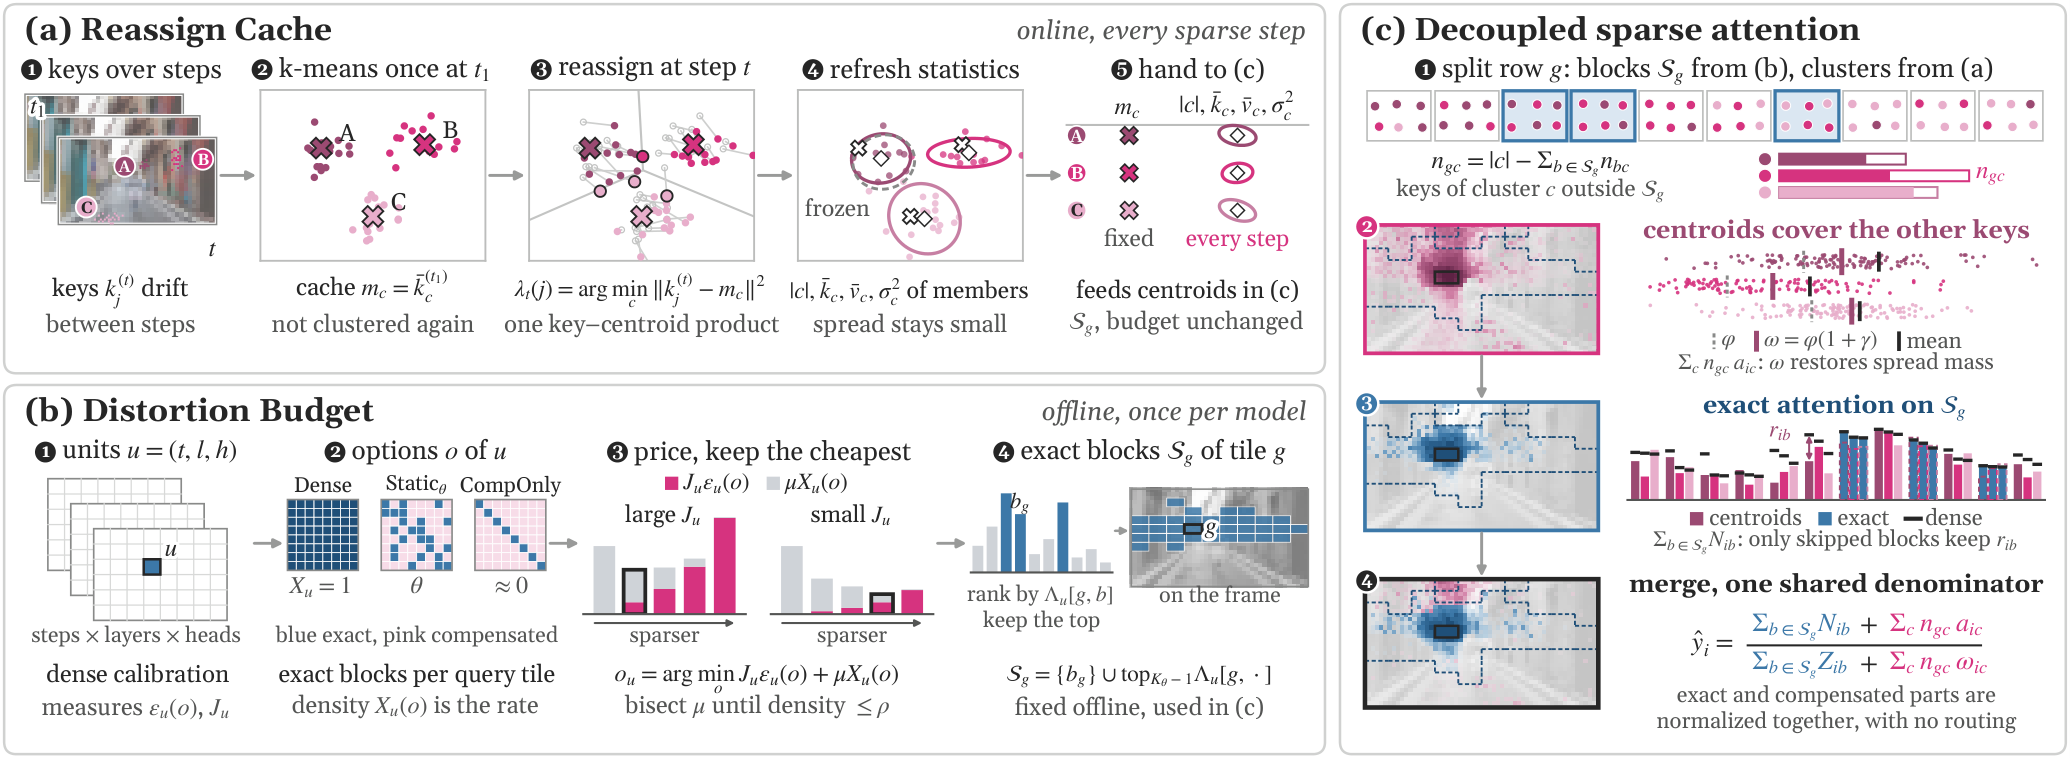 (a) Reassign Cache
online, every sparse step
❶ keys over steps
t₁
A
B
C
t
keys k_j^(t) drift
between steps
❷ k-means once at t₁
A
B
C
cache m_c = k̄_c^(t₁)
not clustered again
❸ reassign at step t
λ_t(j) = arg min_c ‖k_j^(t) − m_c‖²
one key–centroid product
❹ refresh statistics
frozen
|c|, k̄_c, v̄_c, σ_c² of members
spread stays small
❺ hand to (c)
m_c |c|, k̄_c, v̄_c, σ_c²
A
B
C
fixed every step
feeds centroids in (c)
𝒮_g, budget unchanged
(b) Distortion Budget
offline, once per model
❶ units u = (t, l, h)
u
steps × layers × heads
dense calibration
measures ε_u(o), J_u
❷ options o of u
Dense Static_θ CompOnly
X_u = 1 θ ≈ 0
blue exact, pink compensated
exact blocks per query tile
density X_u(o) is the rate
❸ price, keep the cheapest
J_uε_u(o) μX_u(o)
large J_u small J_u
sparser sparser
o_u = arg min_o J_uε_u(o) + μX_u(o)
bisect μ until density ≤ ρ
❹ exact blocks 𝒮_g of tile g
b_g
g
rank by Λ_u[g, b]
keep the top
on the frame
𝒮_g = {b_g} ∪ top_{K_θ − 1} Λ_u[g, · ]
fixed offline, used in (c)
(c) Decoupled sparse attention
❶ split row g: blocks 𝒮_g from (b), clusters from (a)
n_gc = |c| − Σ_{b ∈ 𝒮_g} n_bc
keys of cluster c outside 𝒮_g
n_gc
2
centroids cover the other keys
φ ω = φ(1 + γ) mean
Σ_c n_gc a_ic: ω restores spread mass
3
exact attention on 𝒮_g
r_ib
centroids exact dense
Σ_{b ∈ 𝒮_g} N_ib: only skipped blocks keep r_ib
4
merge, one shared denominator
ŷ_i = (Σ_{b ∈ 𝒮_g} N_ib + Σ_c n_gc a_ic) / (Σ_{b ∈ 𝒮_g} Z_ib + Σ_c n_gc ω_ic)
exact and compensated parts are
normalized together, with no routing